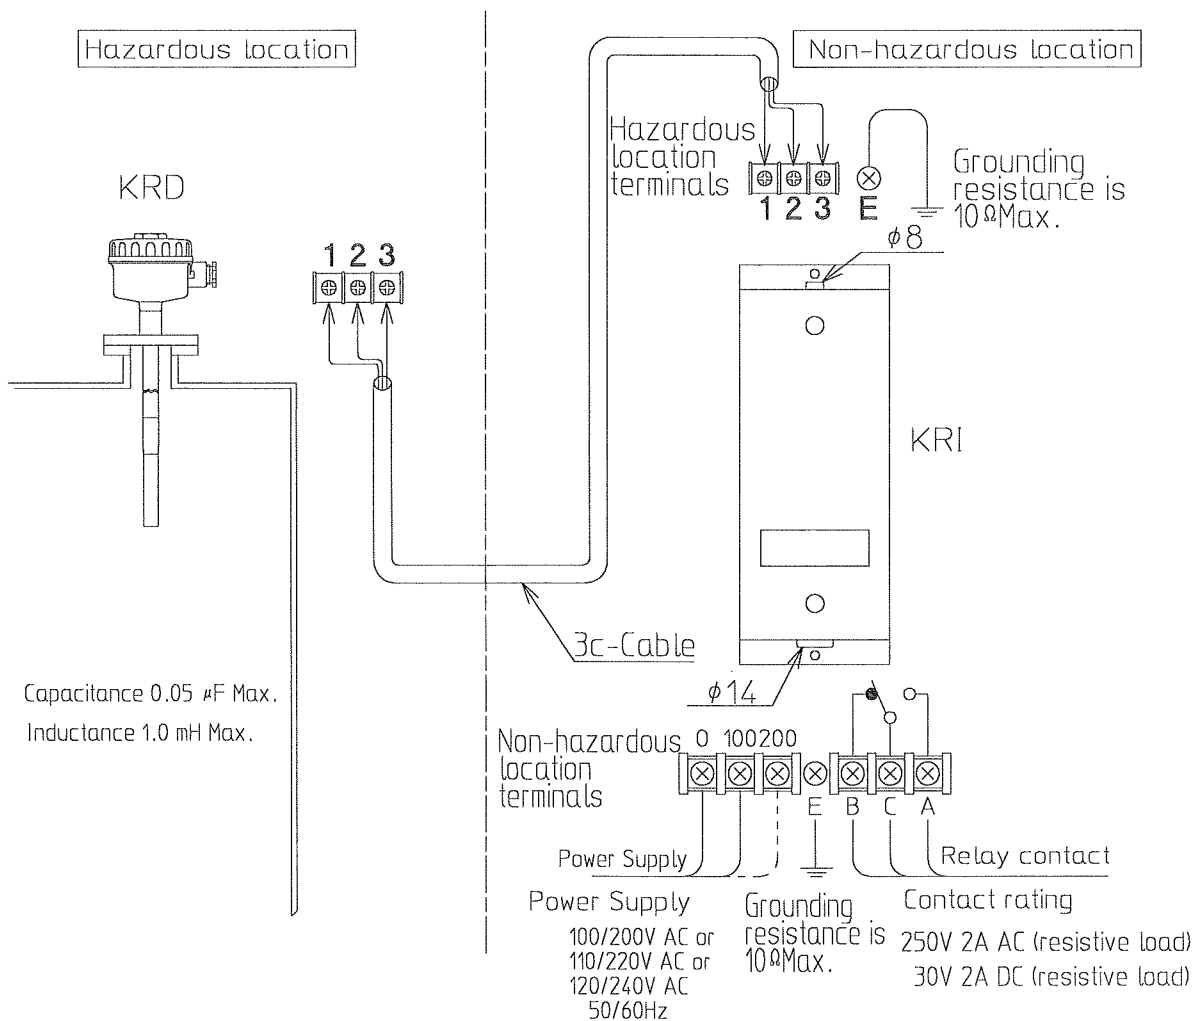 Hazardous location
Non-hazardous location
KRD
1 2 3
Hazardous
location
terminals
1 2 3 E
Grounding
resistance is
10ΩMax.
φ8
KRI
3c-Cable
φ14
Capacitance 0.05 μF Max.
Inductance 1.0 mH Max.
Non-hazardous
location
terminals
0 100 200
E B C A
Power Supply
Relay contact
Power Supply
100/200V AC or
110/220V AC or
120/240V AC
50/60Hz
Grounding
resistance is
10ΩMax.
Contact rating
250V 2A AC (resistive load)
30V 2A DC (resistive load)